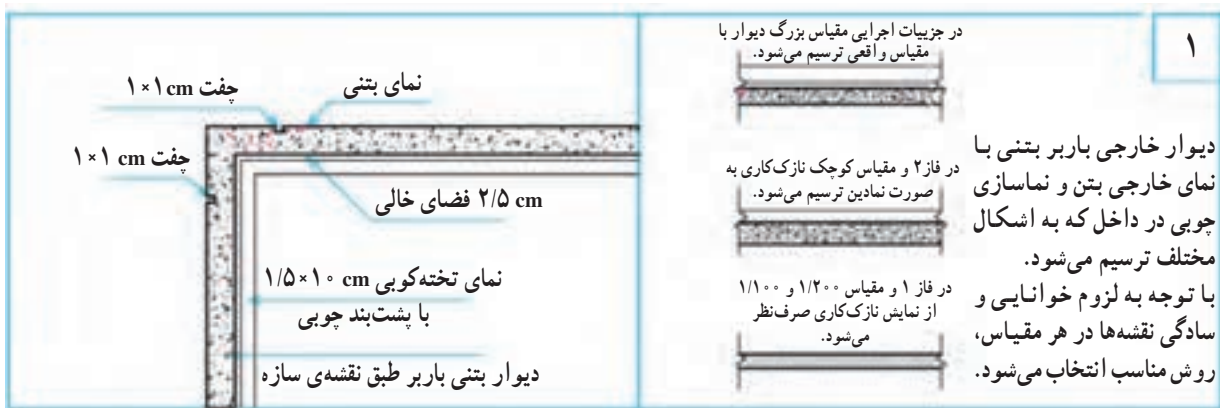 ۱
دیوار خارجی باربر بتنی با
نمای خارجی بتن و نماسازی
چوبی در داخل که به اشکال
مختلف ترسیم می‌شود.
با توجه به لزوم خوانایی و
سادگی نقشه‌ها در هر مقیاس،
روش مناسب انتخاب می‌شود.
در جزییات اجرایی مقیاس بزرگ دیوار با
مقیاس واقعی ترسیم می‌شود.
در فاز۲ و مقیاس کوچک نازک‌کاری به
صورت نمادین ترسیم می‌شود.
در فاز ۱ و مقیاس ۱/۲۰۰ و ۱/۱۰۰
از نمایش نازک‌کاری صرف‌نظر
می‌شود.
نمای بتنی
چفت ۱×۱cm
چفت ۱×۱ cm
۲/۵ cm فضای خالی
نمای تخته‌کوبی ۱/۵×۱۰ cm
با پشت‌بند چوبی
دیوار بتنی باربر طبق نقشه‌ی سازه